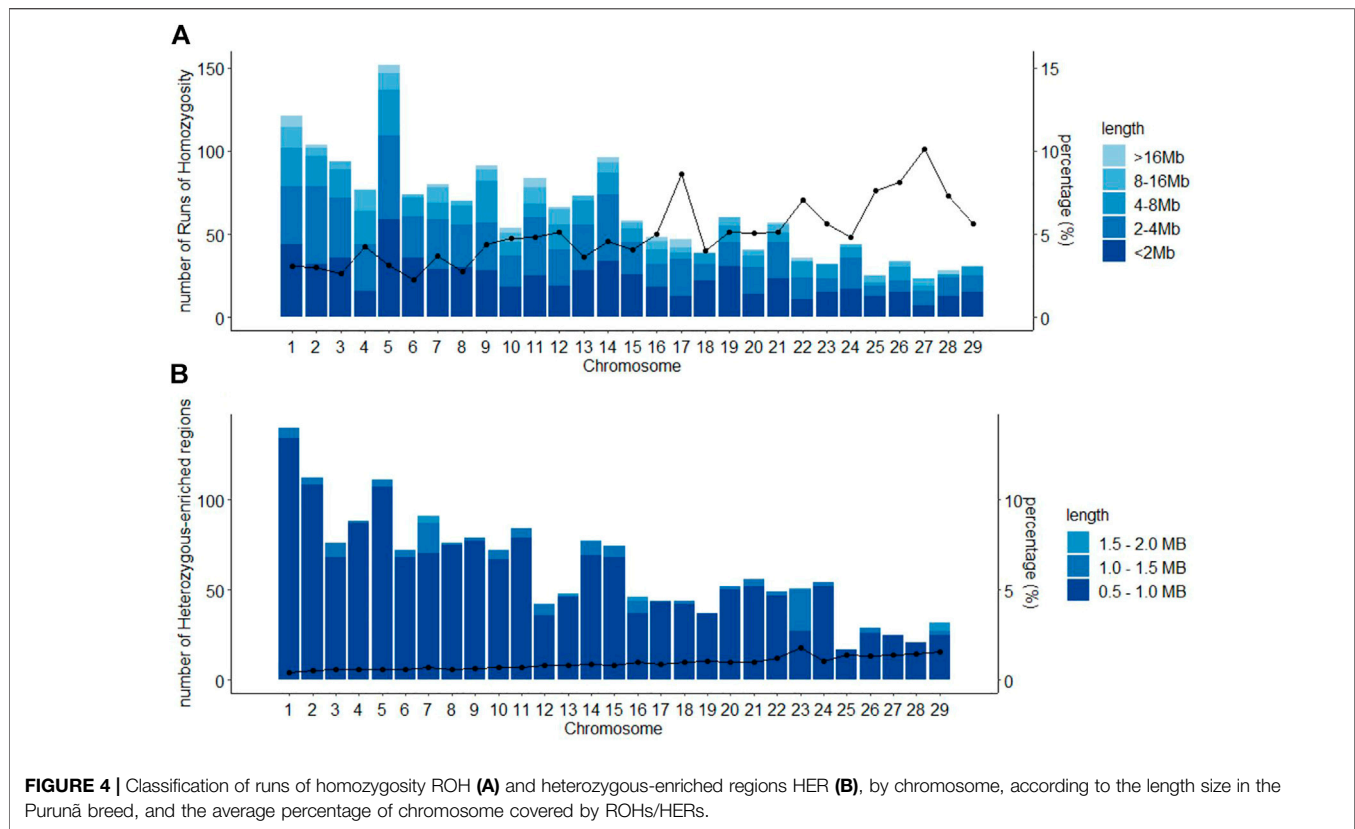 A
number of Runs of Homozygosity
150
100
50
0
15
10
5
0
percentage (%)
length
>16Mb
8-16Mb
4-8Mb
2-4Mb
<2Mb
1 2 3 4 5 6 7 8 9 10 11 12 13 14 15 16 17 18 19 20 21 22 23 24 25 26 27 28 29
Chromosome
B
number of Heterozygous-enriched regions
100
50
0
10
5
0
percentage (%)
length
1.5 - 2.0 MB
1.0 - 1.5 MB
0.5 - 1.0 MB
1 2 3 4 5 6 7 8 9 10 11 12 13 14 15 16 17 18 19 20 21 22 23 24 25 26 27 28 29
Chromosome
FIGURE 4 | Classification of runs of homozygosity ROH (A) and heterozygous-enriched regions HER (B), by chromosome, according to the length size in the
Purunã breed, and the average percentage of chromosome covered by ROHs/HERs.